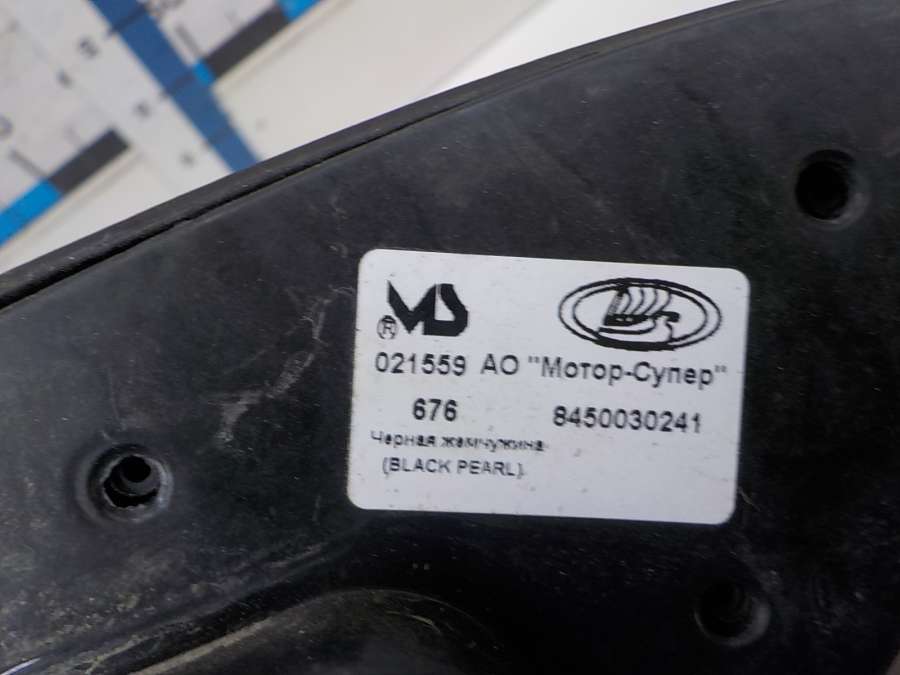 MS
®
021559 АО "Мотор-Супер"
676 8450030241
Черная жемчужина
(BLACK PEARL)